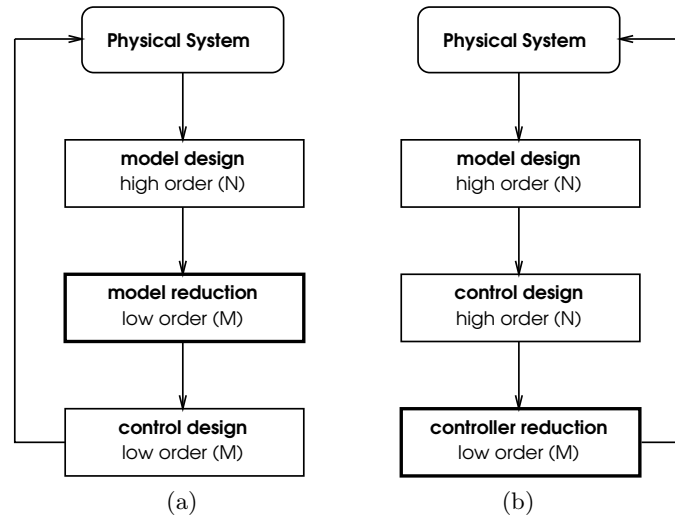 Physical System
model design
high order (N)
model reduction
low order (M)
control design
low order (M)
(a)
Physical System
model design
high order (N)
control design
high order (N)
controller reduction
low order (M)
(b)